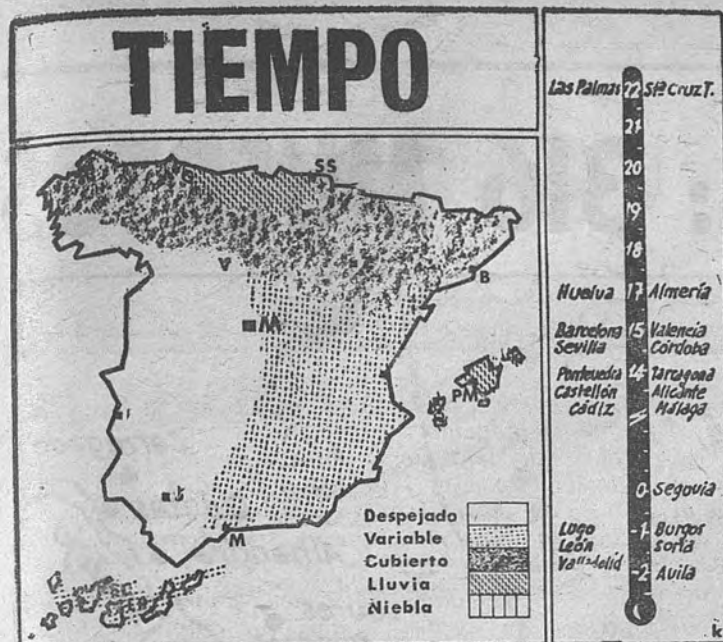 TIEMPO
SS
V
B
M
PM
S
M
Despejado
Variable
Cubierto
Lluvia
Niebla
Las Palmas 22 Sta Cruz T.
21
20
19
18
Huelva 17 Almería
Barcelona 15 Valencia
Sevilla Córdoba
Pontevedra 14 Tarragona
Castellón Alicante
Cádiz Málaga
0 Segovia
Lugo -1 Burgos
León Soria
Valladolid -2 Avila